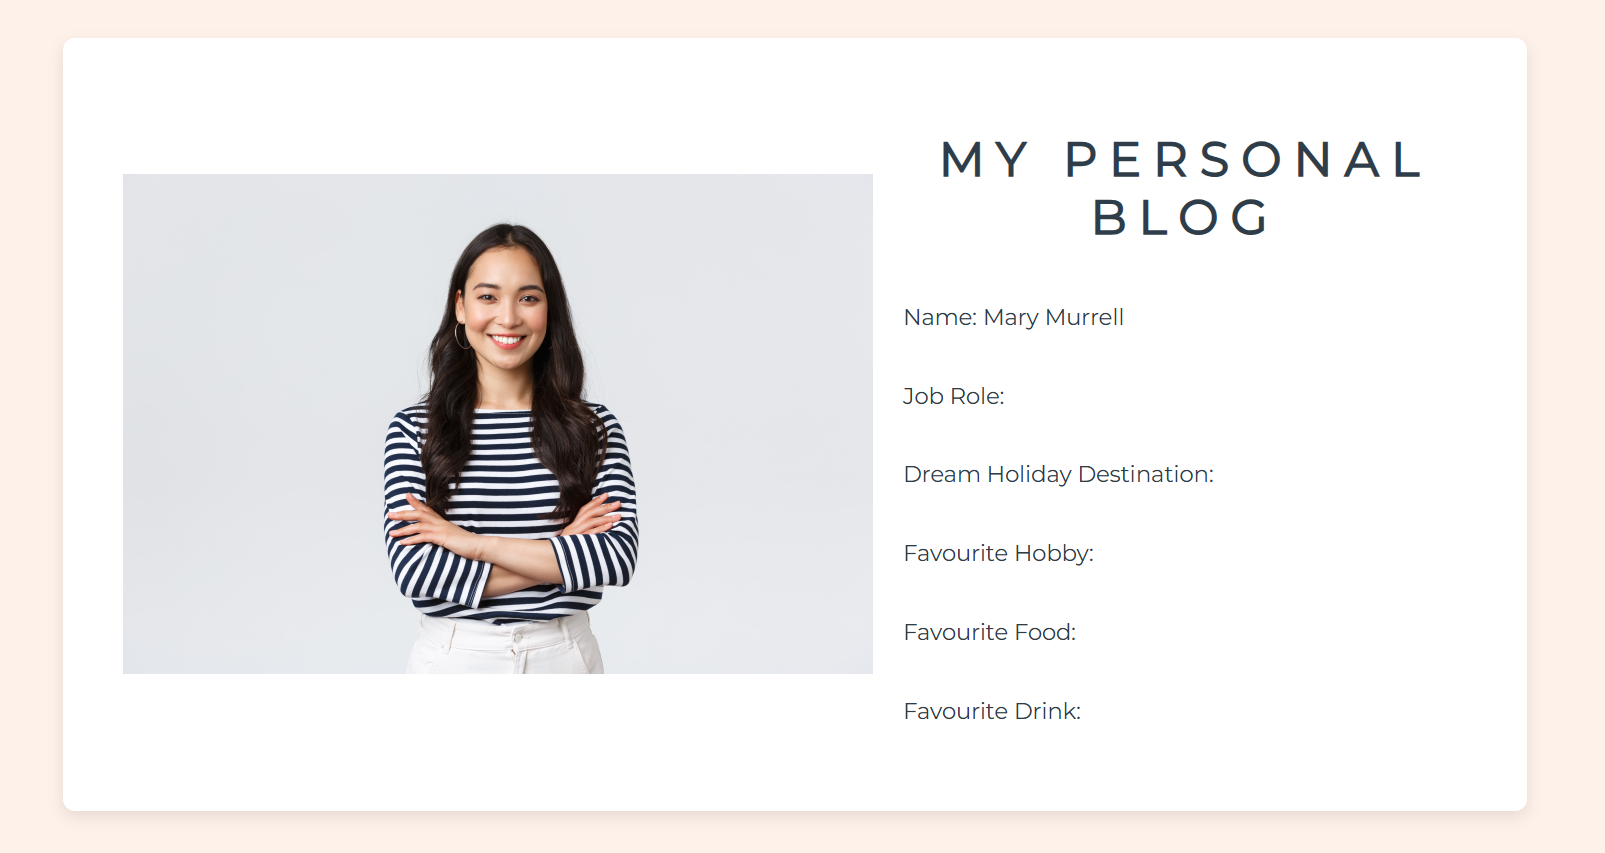 MY PERSONAL
BLOG
Name: Mary Murrell
Job Role:
Dream Holiday Destination:
Favourite Hobby:
Favourite Food:
Favourite Drink: